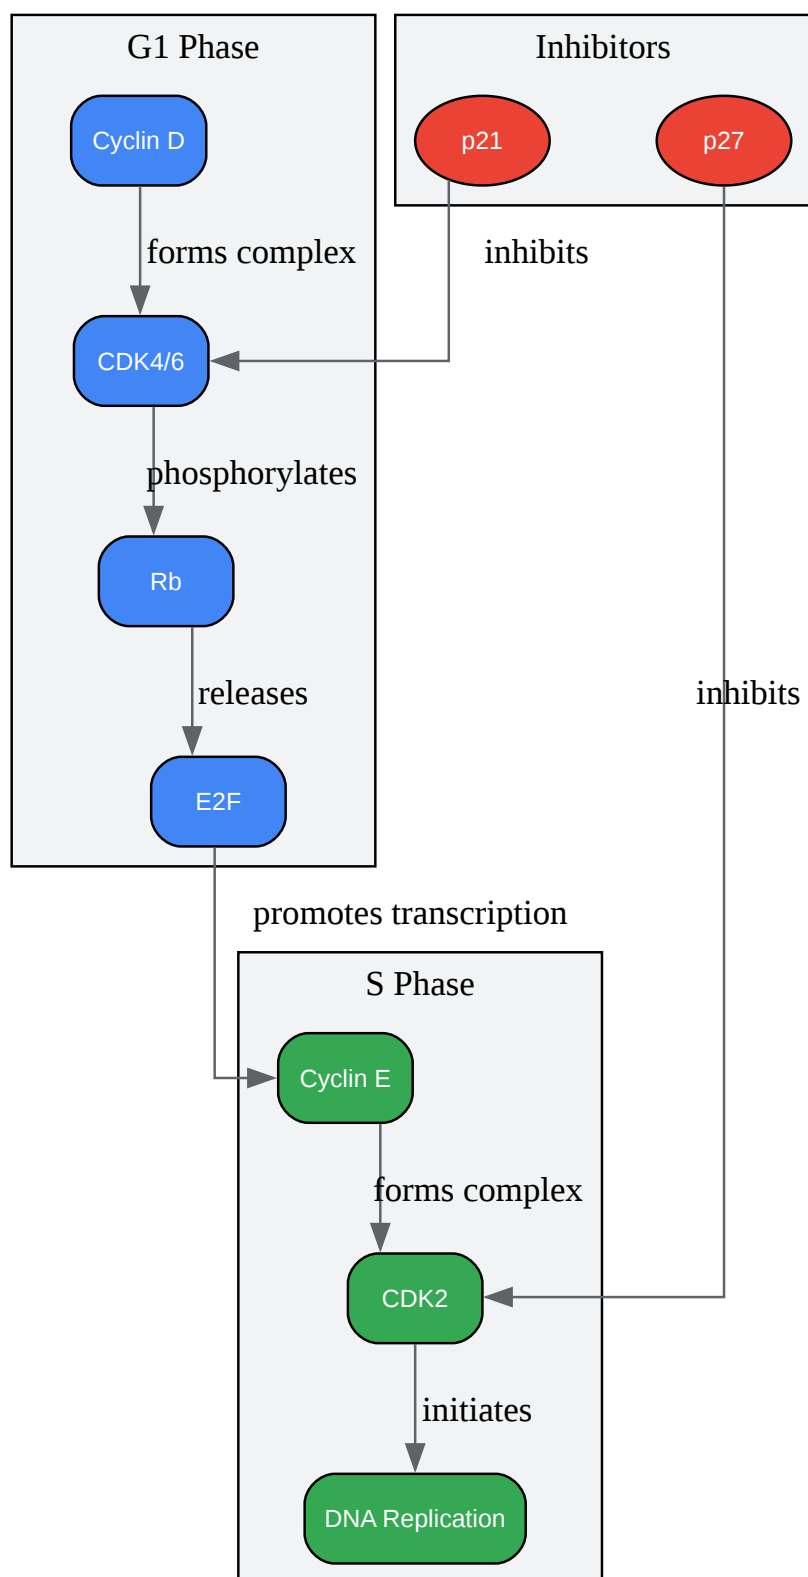 G1 Phase
Inhibitors
Cyclin D
p21
p27
forms complex
inhibits
CDK4/6
phosphorylates
Rb
releases
inhibits
E2F
promotes transcription
S Phase
Cyclin E
forms complex
CDK2
initiates
DNA Replication